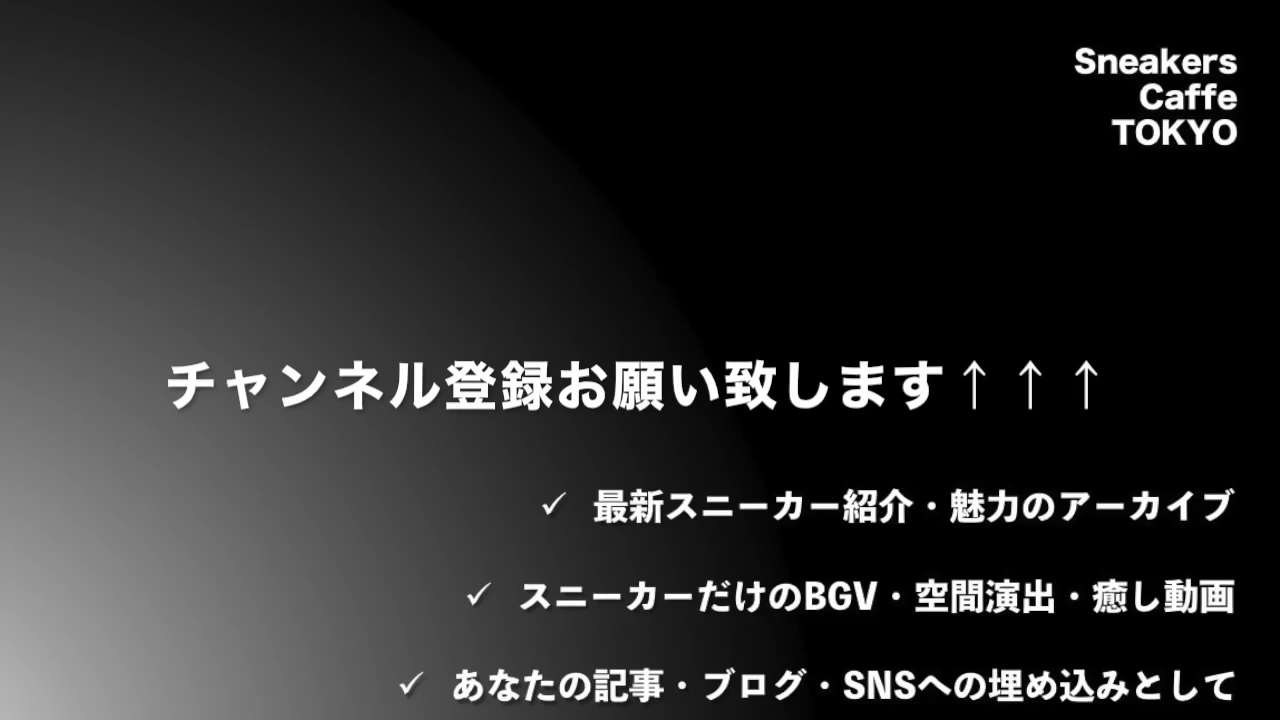 Sneakers
Caffe
TOKYO
チャンネル登録お願い致します↑↑↑
✓ 最新スニーカー紹介・魅力のアーカイブ
✓ スニーカーだけのBGV・空間演出・癒し動画
✓ あなたの記事・ブログ・SNSへの埋め込みとして